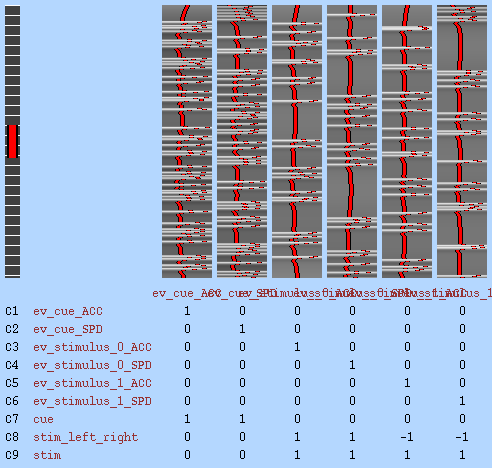 ev_cue_ACC
C1 ev_cue_ACC 1 0 0 0 0 0
C2 ev_cue_SPD 0 1 0 0 0 0
C3 ev_stimulus_0_ACC 0 0 1 0 0 0
C4 ev_stimulus_0_SPD 0 0 0 1 0 0
C5 ev_stimulus_1_ACC 0 0 0 0 1 0
C6 ev_stimulus_1_SPD 0 0 0 0 0 1
C7 cue 1 1 0 0 0 0
C8 stim_left_right 0 0 1 1 -1 -1
C9 stim 0 0 1 1 1 1